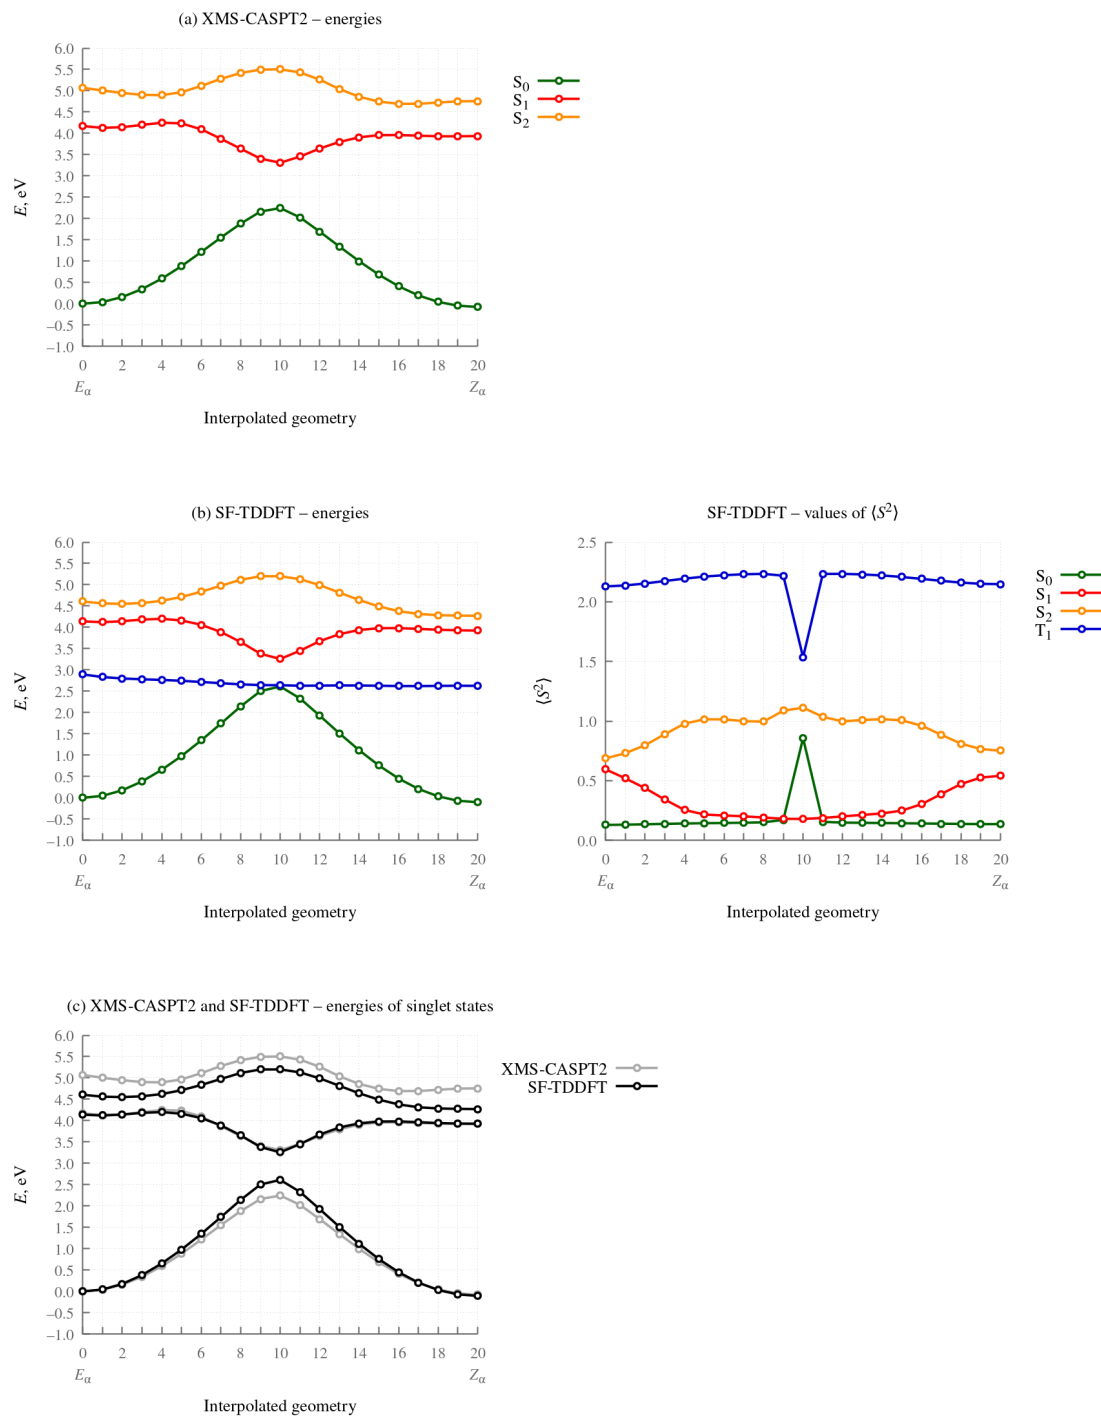 (a) XMS-CASPT2 – energies
6.0
5.5
5.0
4.5
4.0
3.5
3.0
2.5
2.0
1.5
1.0
0.5
0.0
–0.5
–1.0
E, eV
0 2 4 6 8 10 12 14 16 18 20
Eα Zα
Interpolated geometry
S0
S1
S2
(b) SF-TDDFT – energies
6.0
5.5
5.0
4.5
4.0
3.5
3.0
2.5
2.0
1.5
1.0
0.5
0.0
–0.5
–1.0
E, eV
0 2 4 6 8 10 12 14 16 18 20
Eα Zα
Interpolated geometry
SF-TDDFT – values of ⟨S2⟩
2.5
2.0
1.5
1.0
0.5
0.0
⟨S2⟩
0 2 4 6 8 10 12 14 16 18 20
Eα Zα
Interpolated geometry
S0
S1
S2
T1
(c) XMS-CASPT2 and SF-TDDFT – energies of singlet states
6.0
5.5
5.0
4.5
4.0
3.5
3.0
2.5
2.0
1.5
1.0
0.5
0.0
–0.5
–1.0
E, eV
0 2 4 6 8 10 12 14 16 18 20
Eα Zα
Interpolated geometry
XMS-CASPT2
SF-TDDFT